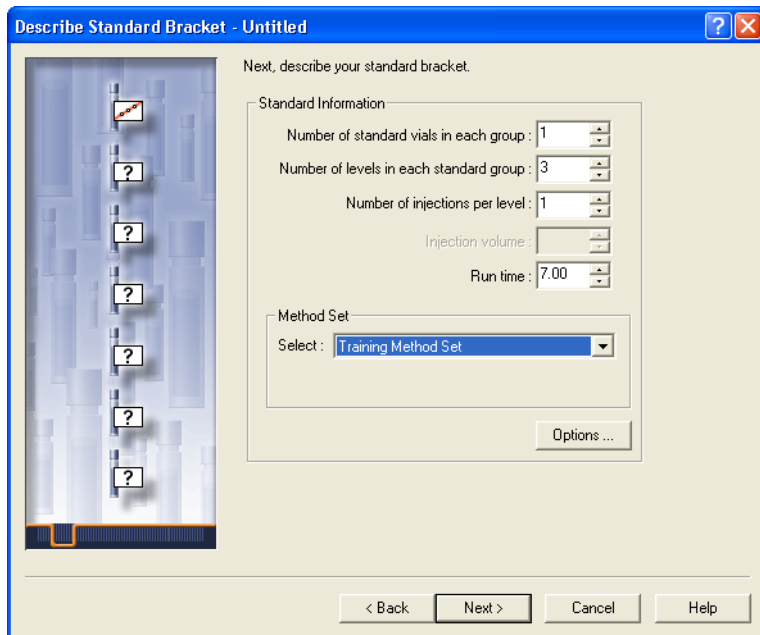 Describe Standard Bracket - Untitled
?
Next, describe your standard bracket.
Standard Information
Number of standard vials in each group : 1
Number of levels in each standard group : 3
Number of injections per level : 1
Injection volume :
Run time : 7.00
Method Set
Select : Training Method Set
Options ...
?
?
?
?
?
?
< Back Next > Cancel Help